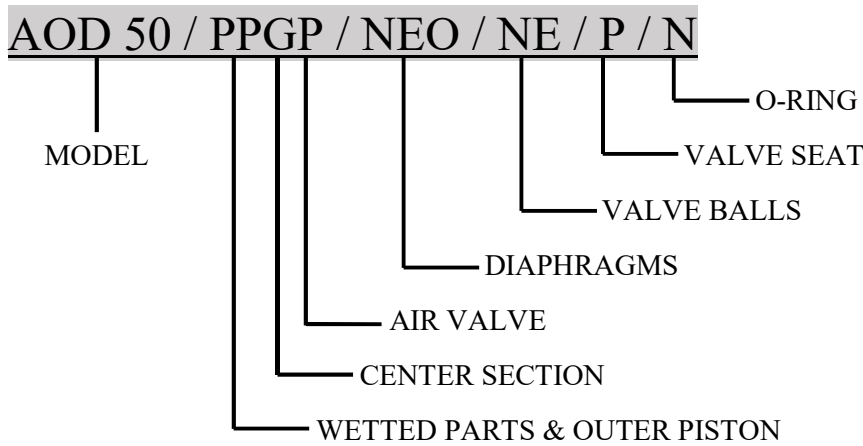 AOD 50 / PPGP / NEO / NE / P / N
O-RING
MODEL
VALVE SEAT
VALVE BALLS
DIAPHRAGMS
AIR VALVE
CENTER SECTION
WETTED PARTS & OUTER PISTON